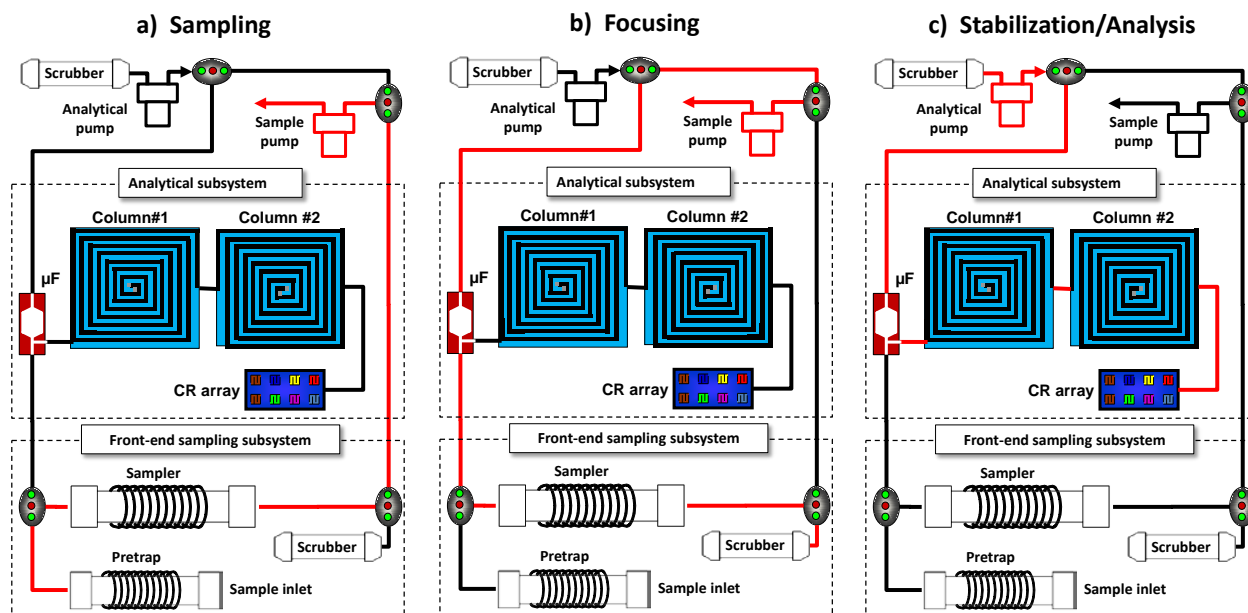 a) Sampling
Scrubber
Analytical
pump
Sample
pump
Analytical subsystem
Column#1
Column #2
µF
CR array
Front-end sampling subsystem
Sampler
Scrubber
Pretrap
Sample inlet
b) Focusing
Scrubber
Analytical
pump
Sample
pump
Analytical subsystem
Column#1
Column #2
µF
CR array
Front-end sampling subsystem
Sampler
Scrubber
Pretrap
Sample inlet
c) Stabilization/Analysis
Scrubber
Analytical
pump
Sample
pump
Analytical subsystem
Column#1
Column #2
µF
CR array
Front-end sampling subsystem
Sampler
Scrubber
Pretrap
Sample inlet